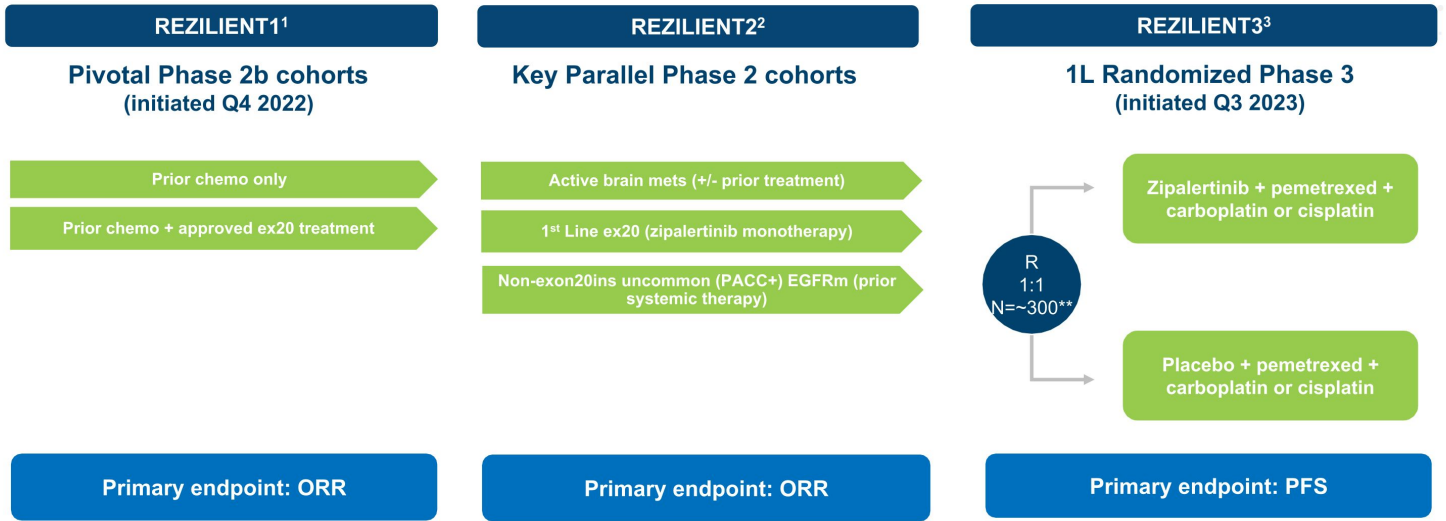 REZILIENT1¹
Pivotal Phase 2b cohorts
(initiated Q4 2022)
Prior chemo only
Prior chemo + approved ex20 treatment
Primary endpoint: ORR
REZILIENT2²
Key Parallel Phase 2 cohorts
Active brain mets (+/- prior treatment)
1ˢᵗ Line ex20 (zipalertinib monotherapy)
Non-exon20ins uncommon (PACC+) EGFRm (prior
systemic therapy)
Primary endpoint: ORR
REZILIENT3³
1L Randomized Phase 3
(initiated Q3 2023)
R
1:1
N=~300**
Zipalertinib + pemetrexed +
carboplatin or cisplatin
Placebo + pemetrexed +
carboplatin or cisplatin
Primary endpoint: PFS